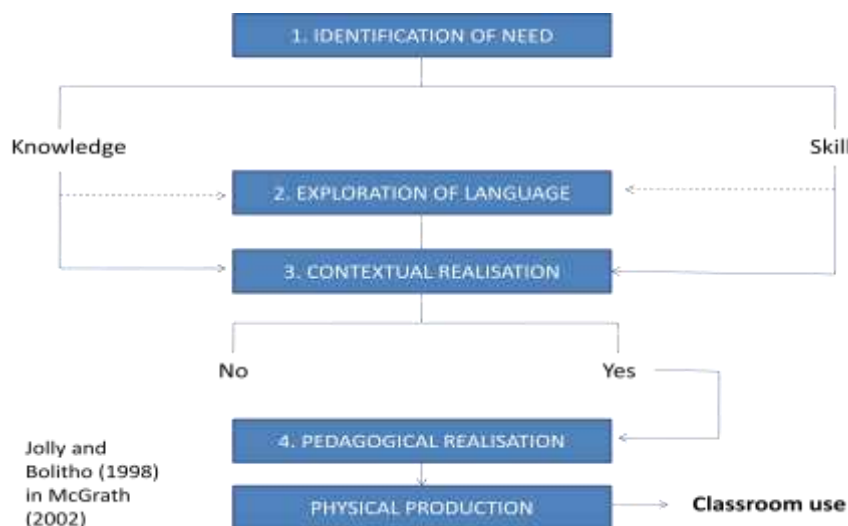 1. IDENTIFICATION OF NEED
Knowledge
Skill
2. EXPLORATION OF LANGUAGE
3. CONTEXTUAL REALISATION
No
Yes
4. PEDAGOGICAL REALISATION
Jolly and
Bolitho (1998)
in McGrath
(2002)
PHYSICAL PRODUCTION
Classroom use